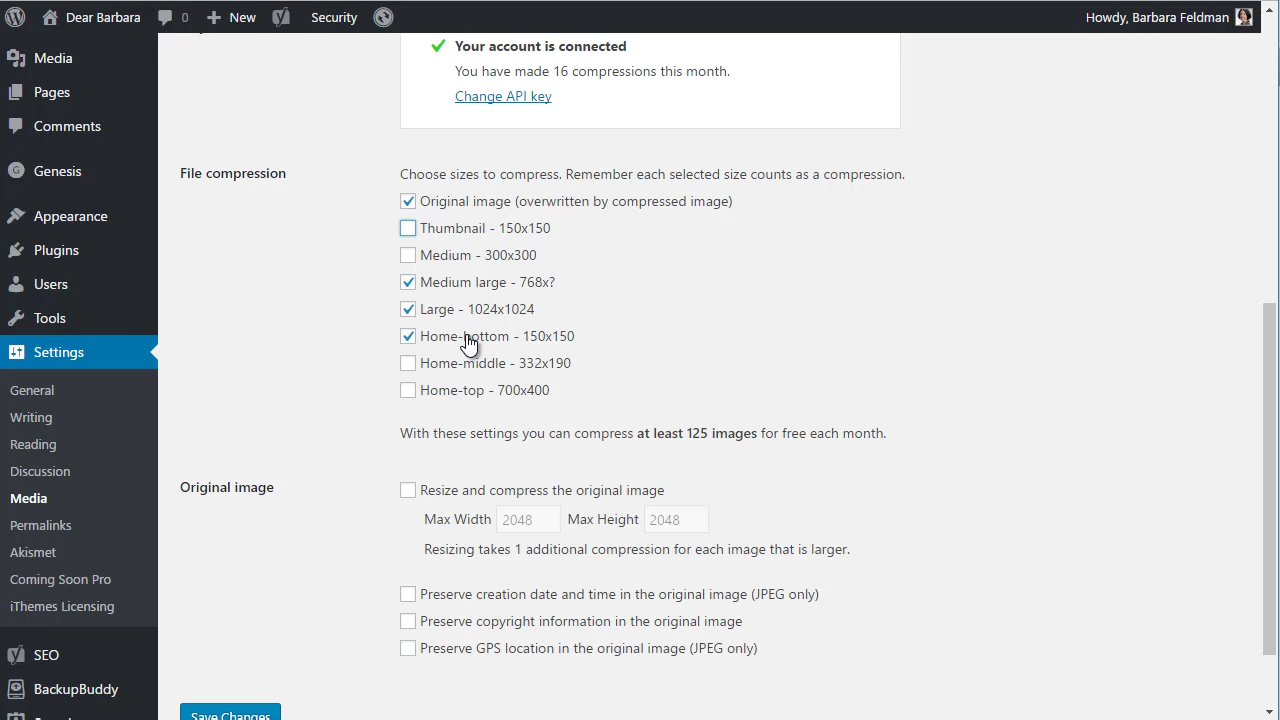 Dear Barbara
0
New
Security
Howdy, Barbara Feldman
Media
Pages
Comments
Genesis
Appearance
Plugins
Users
Tools
Settings
General
Writing
Reading
Discussion
Media
Permalinks
Akismet
Coming Soon Pro
iThemes Licensing
SEO
BackupBuddy
Your account is connected
You have made 16 compressions this month.
Change API key
File compression
Choose sizes to compress. Remember each selected size counts as a compression.
Original image (overwritten by compressed image)
Thumbnail - 150x150
Medium - 300x300
Medium large - 768x?
Large - 1024x1024
Home-bottom - 150x150
Home-middle - 332x190
Home-top - 700x400
With these settings you can compress at least 125 images for free each month.
Original image
Resize and compress the original image
Max Width 2048 Max Height 2048
Resizing takes 1 additional compression for each image that is larger.
Preserve creation date and time in the original image (JPEG only)
Preserve copyright information in the original image
Preserve GPS location in the original image (JPEG only)
Save Changes